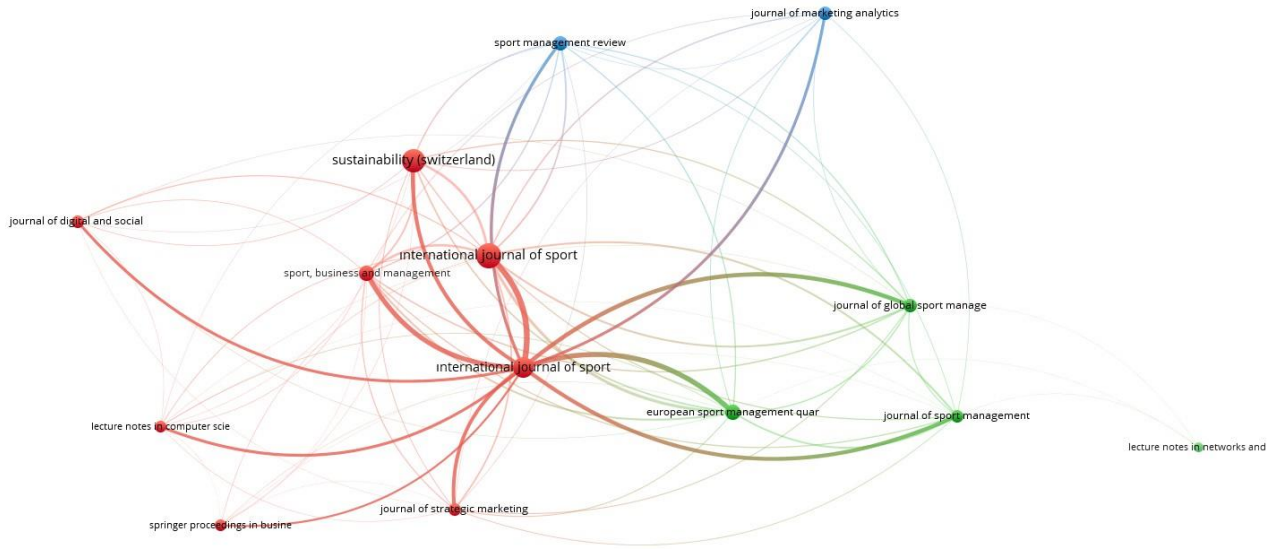 journal of marketing analytics
sport management review
sustainability (switzerland)
journal of digital and social
international journal of sport
sport, business and management
journal of global sport manage
international journal of sport
european sport management quar
journal of sport management
lecture notes in computer scie
lecture notes in networks and
journal of strategic marketing
springer proceedings in busine